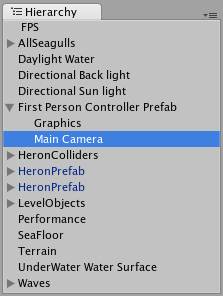 Hierarchy
FPS
AllSeagulls
Daylight Water
Directional Back light
Directional Sun light
First Person Controller Prefab
Graphics
Main Camera
HeronColliders
HeronPrefab
HeronPrefab
LevelObjects
Performance
SeaFloor
Terrain
UnderWater Water Surface
Waves